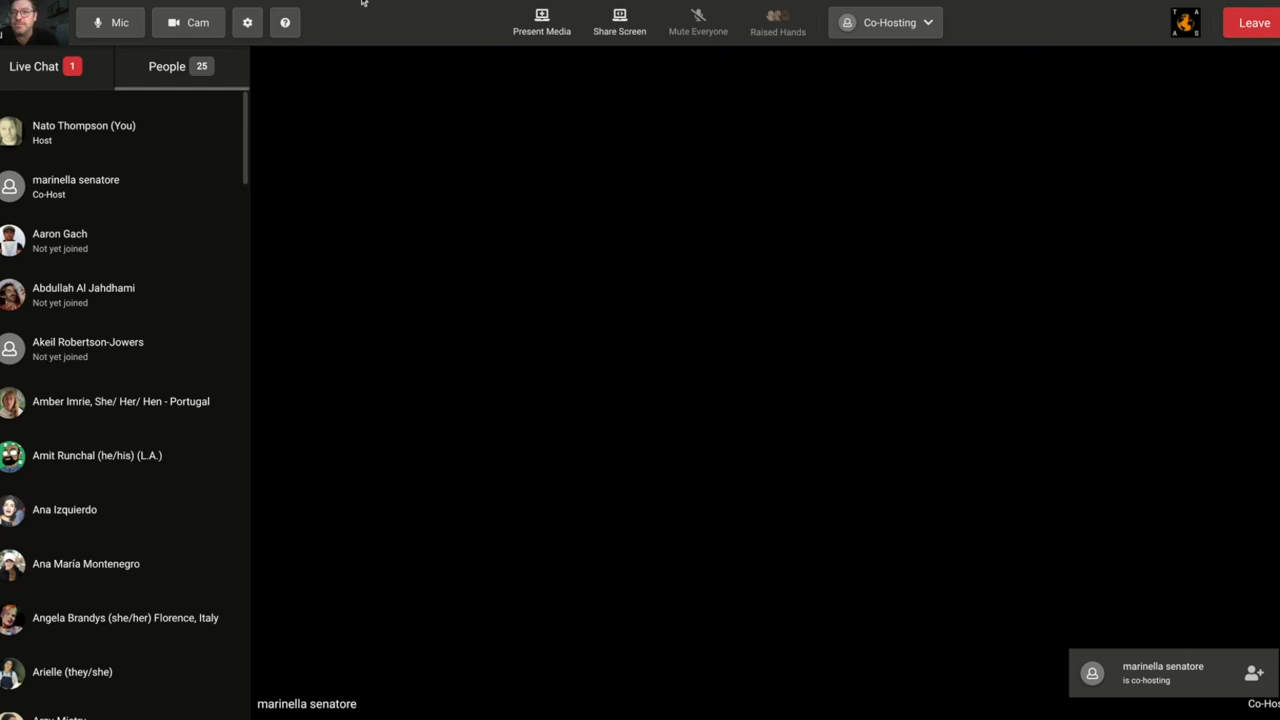 Mic
Cam
Present Media
Share Screen
Mute Everyone
Raised Hands
Co-Hosting
T A
A S
Leave
Live Chat 1
People 25
Nato Thompson (You)
Host
marinella senatore
Co-Host
Aaron Gach
Not yet joined
Abdullah Al Jahdhami
Not yet joined
Akeil Robertson-Jowers
Not yet joined
Amber Imrie, She/ Her/ Hen - Portugal
Amit Runchal (he/his) (L.A.)
Ana Izquierdo
Ana María Montenegro
Angela Brandys (she/her) Florence, Italy
Arielle (they/she)
marinella senatore
is co-hosting
marinella senatore
Co-Hos